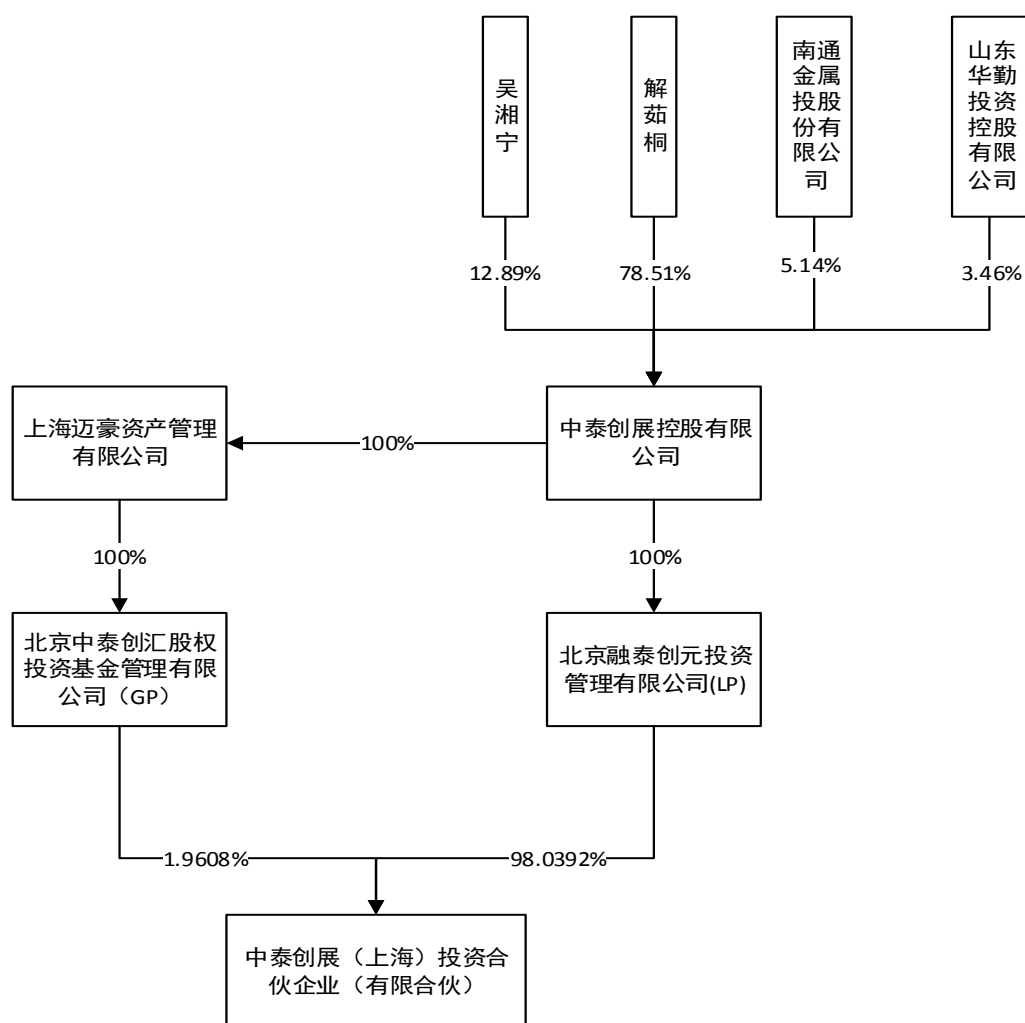 吴
湘
宁
解
茹
桐
南通
金属
投股
份有
限公
司
山东
华勤
投资
控股
有限
公司
12.89%
78.51%
5.14%
3.46%
上海迈豪资产管理
有限公司
100%
中泰创展控股有限
公司
100%
100%
北京中泰创汇股权
投资基金管理有限
公司（GP）
北京融泰创元投资
管理有限公司(LP)
1.9608%
98.0392%
中泰创展（上海）投资合
伙企业（有限合伙）